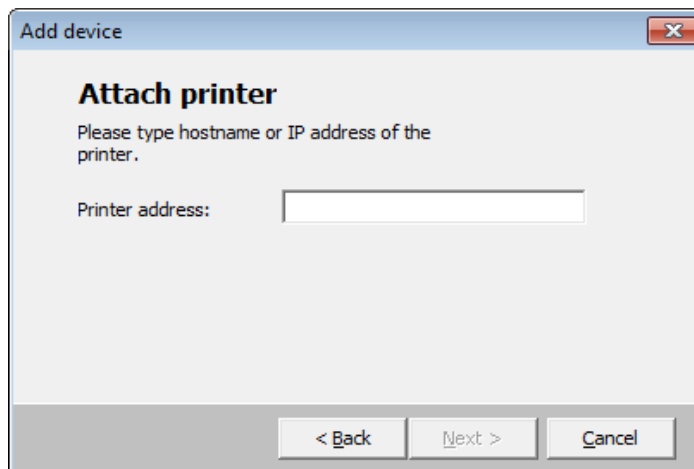 Add device
Attach printer
Please type hostname or IP address of the
printer.
Printer address:
< Back
Next >
Cancel